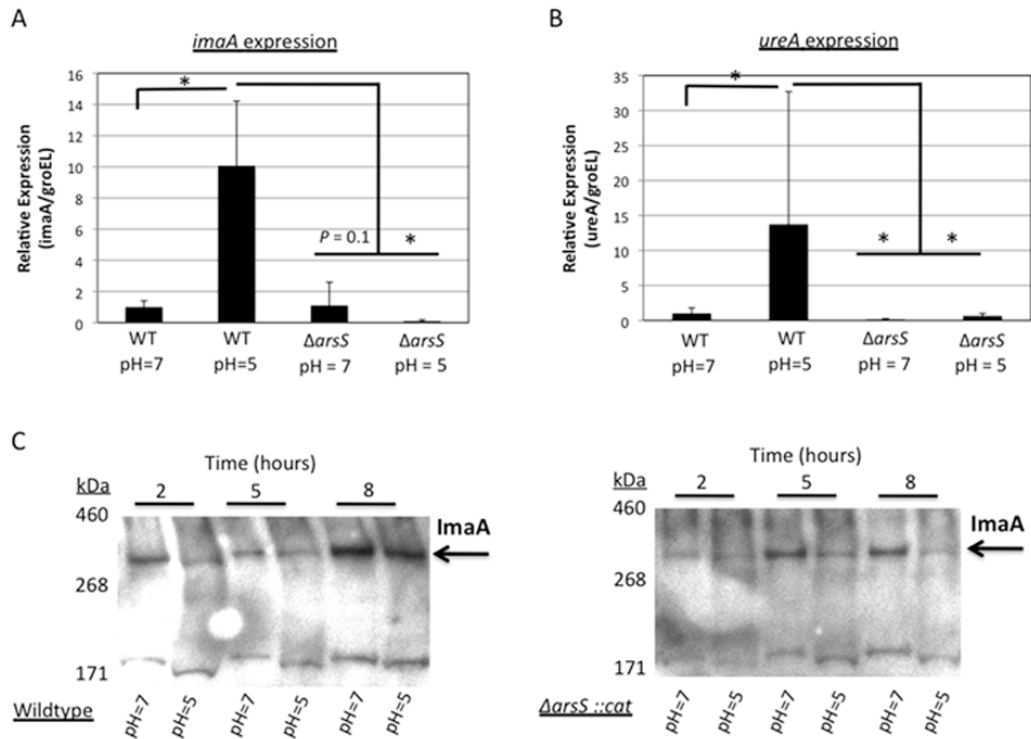 A
imaA expression
Relative Expression
(imaA/groEL)
16
14
12
10
8
6
4
2
0
*
P = 0.1
*
WT
pH=7
WT
pH=5
ΔarsS
pH = 7
ΔarsS
pH = 5
B
ureA expression
Relative Expression
(ureA/groEL)
35
30
25
20
15
10
5
0
*
*
*
WT
pH=7
WT
pH=5
ΔarsS
pH = 7
ΔarsS
pH = 5
C
Time (hours)
kDa
2
5
8
460
ImaA
268
171
Wildtype
pH=7
pH=5
pH=7
pH=5
pH=7
pH=5
Time (hours)
kDa
2
5
8
460
ImaA
268
171
ΔarsS ::cat
pH=7
pH=5
pH=7
pH=5
pH=7
pH=5